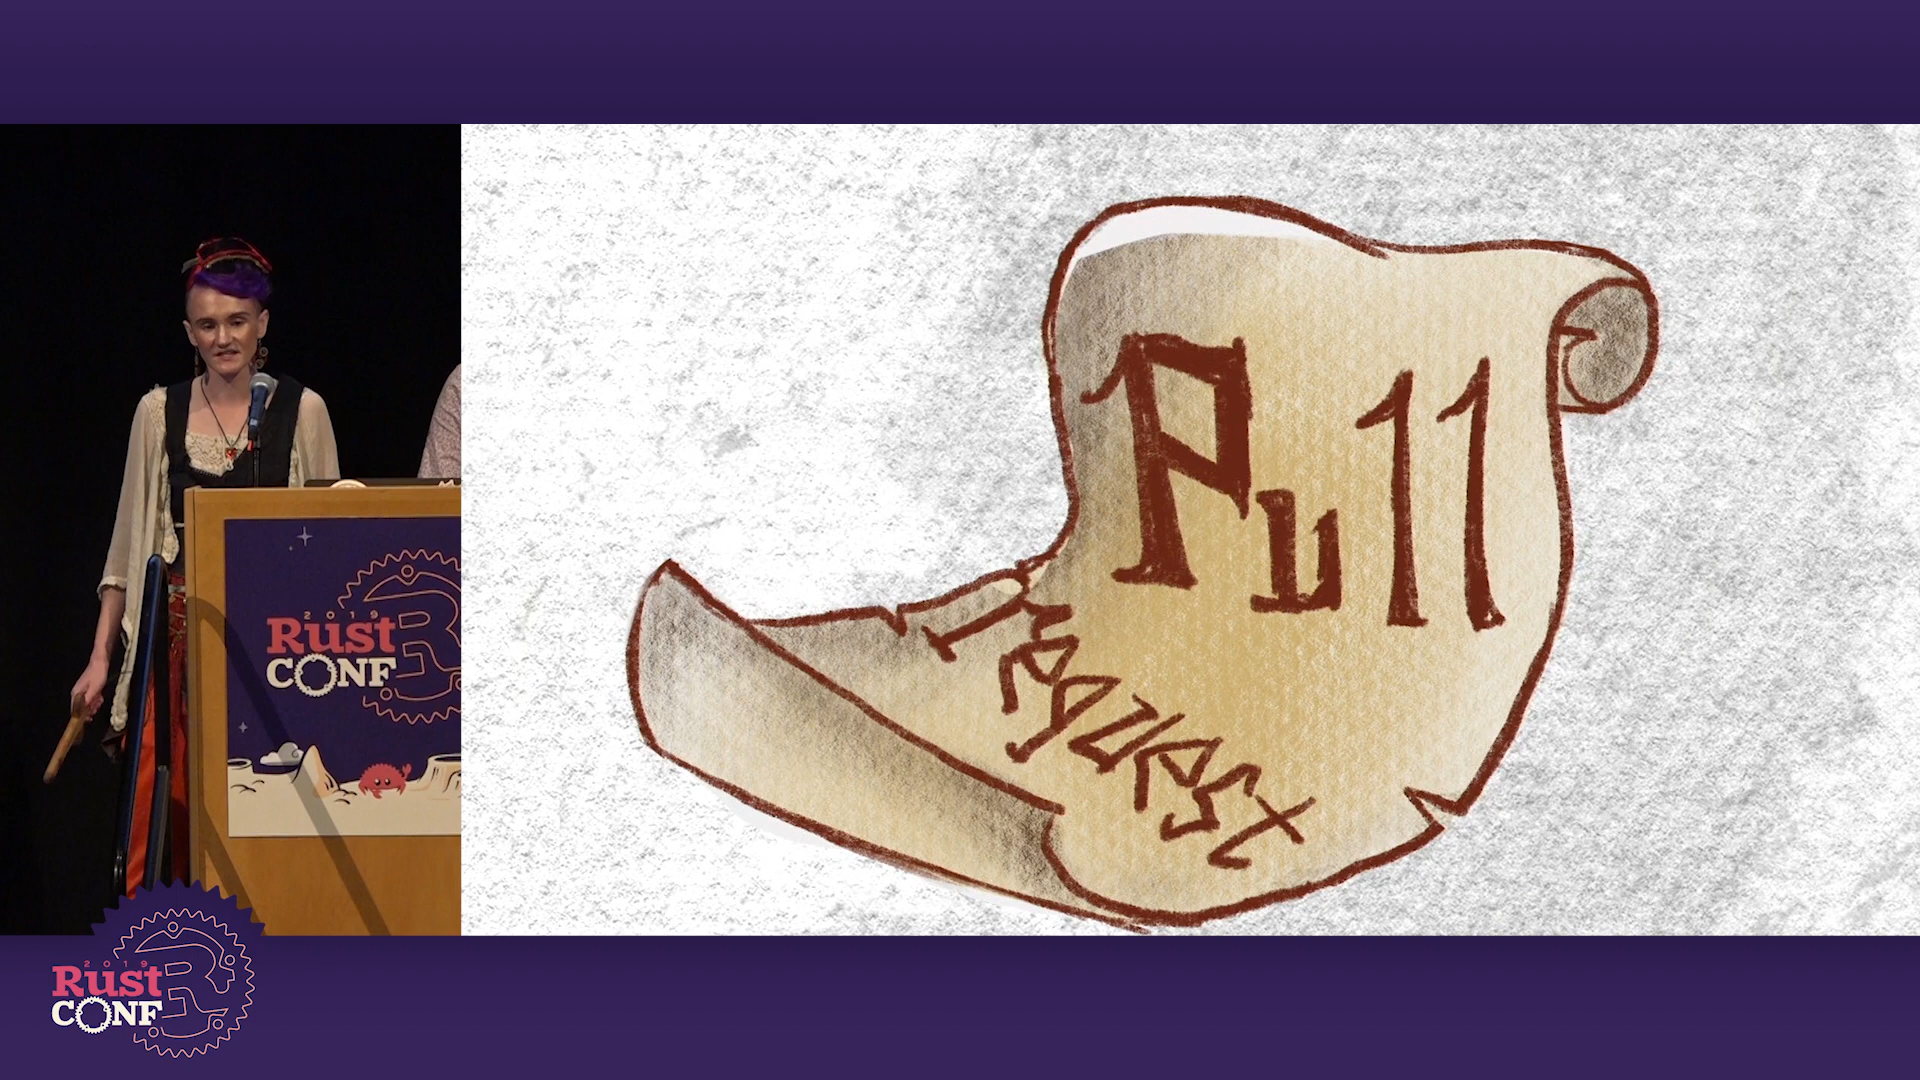 Pull
request
2019
Rust
CONF
2019
Rust
CONF